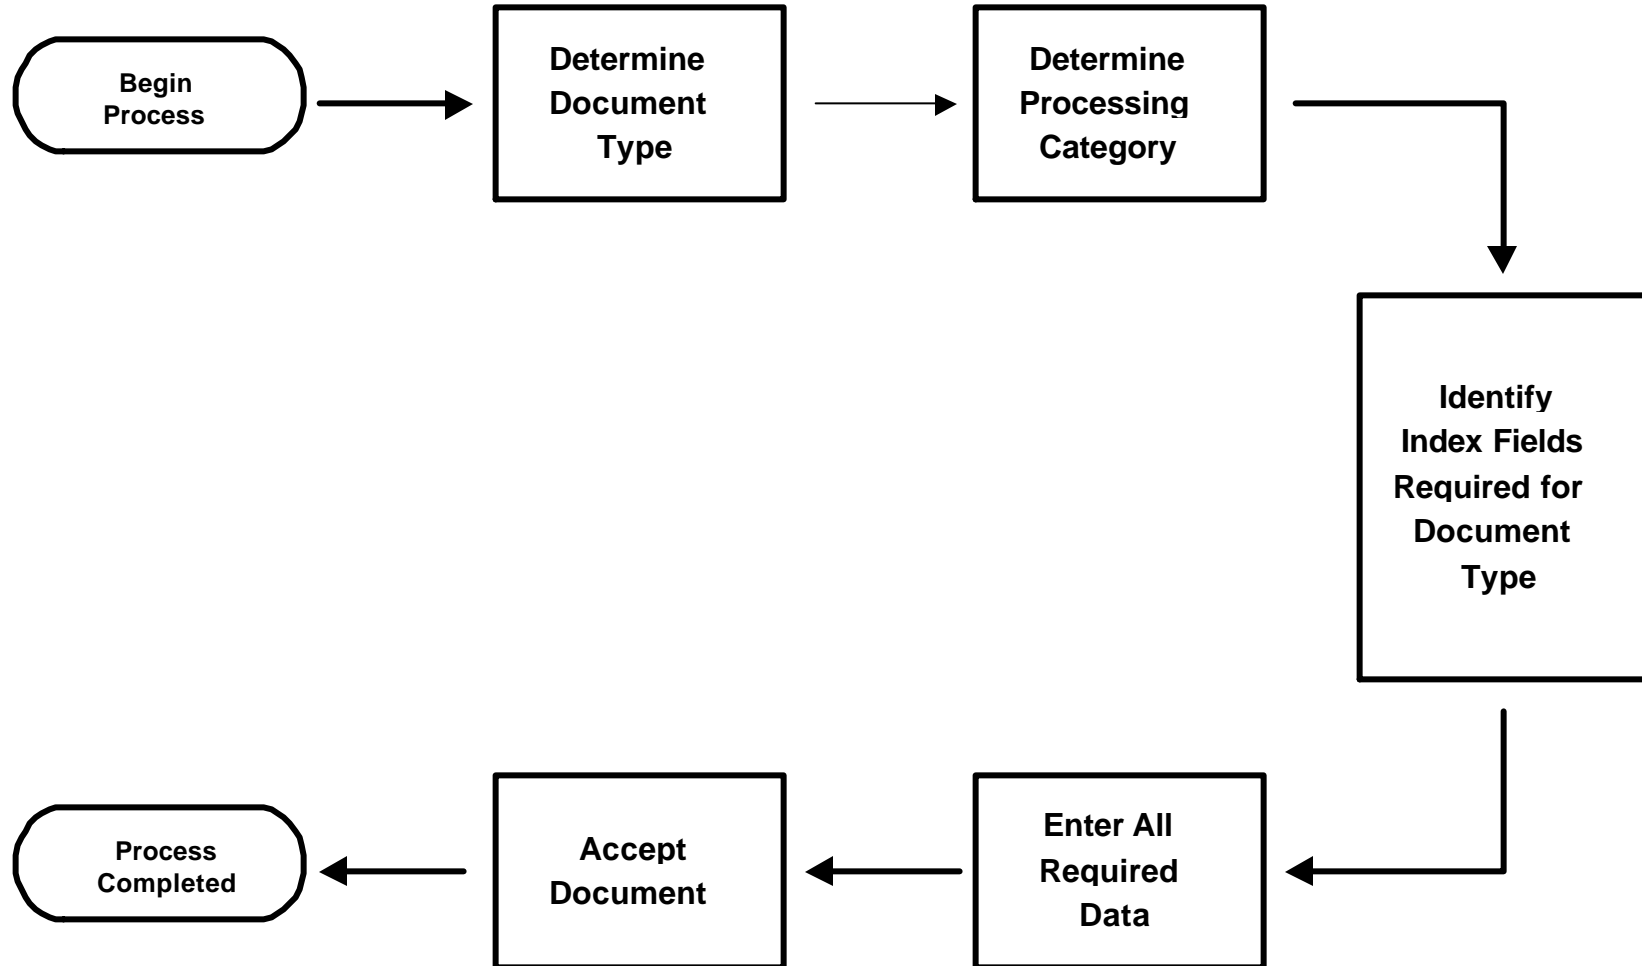 Begin
Process
Determine
Document
Type
Determine
Processing
Category
Identify
Index Fields
Required for
Document
Type
Enter All
Required
Data
Accept
Document
Process
Completed